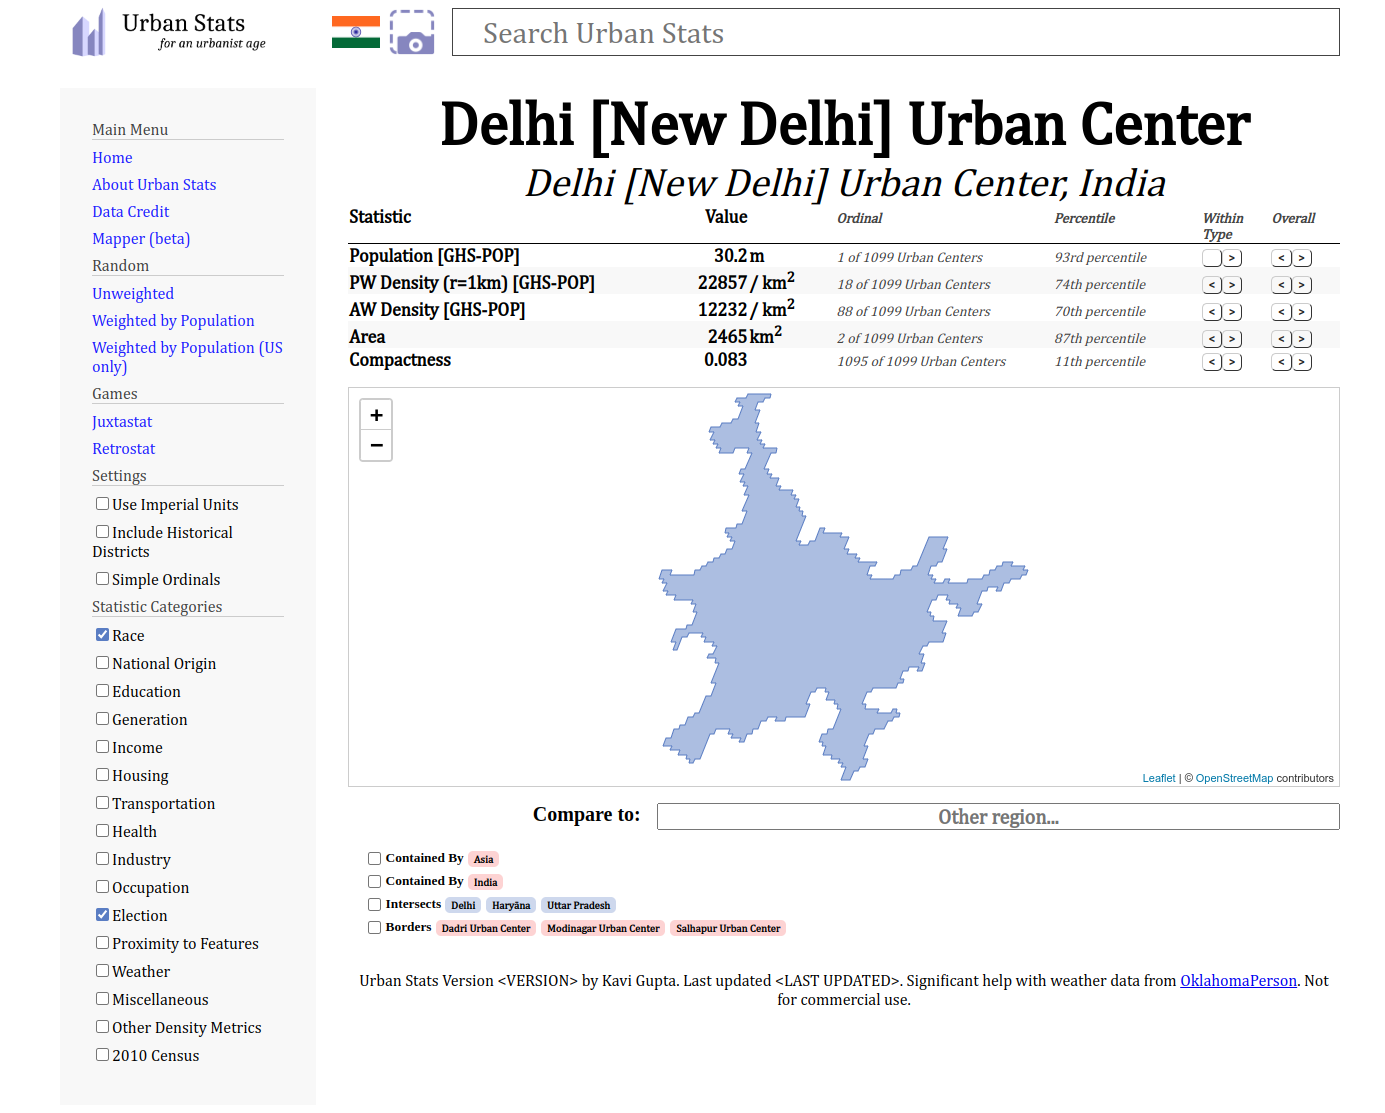 Urban Stats
for an urbanist age
Search Urban Stats
Main Menu
Home
About Urban Stats
Data Credit
Mapper (beta)
Random
Unweighted
Weighted by Population
Weighted by Population (US
only)
Games
Juxtastat
Retrostat
Settings
Use Imperial Units
Include Historical
Districts
Simple Ordinals
Statistic Categories
Race
National Origin
Education
Generation
Income
Housing
Transportation
Health
Industry
Occupation
Election
Proximity to Features
Weather
Miscellaneous
Other Density Metrics
2010 Census
Delhi [New Delhi] Urban Center
Delhi [New Delhi] Urban Center, India
Statistic Value Ordinal Percentile Within Type Overall
Population [GHS-POP] 30.2 m 1 of 1099 Urban Centers 93rd percentile > < >
PW Density (r=1km) [GHS-POP] 22857 / km² 18 of 1099 Urban Centers 74th percentile < > < >
AW Density [GHS-POP] 12232 / km² 88 of 1099 Urban Centers 70th percentile < > < >
Area 2465 km² 2 of 1099 Urban Centers 87th percentile < > < >
Compactness 0.083 1095 of 1099 Urban Centers 11th percentile < > < >
+
−
Leaflet | © OpenStreetMap contributors
Compare to: Other region...
Contained By Asia
Contained By India
Intersects Delhi Haryāna Uttar Pradesh
Borders Dadri Urban Center Modinagar Urban Center Salhapur Urban Center
Urban Stats Version <VERSION> by Kavi Gupta. Last updated <LAST UPDATED>. Significant help with weather data from OklahomaPerson. Not
for commercial use.